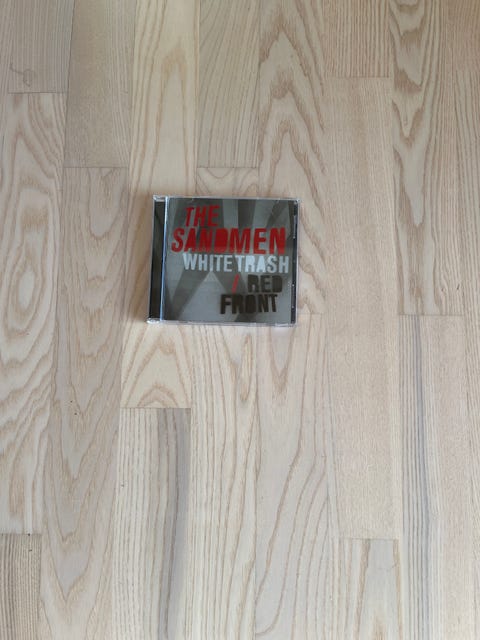 THE
SANDMEN
WHITE TRASH
/ RED
FRONT